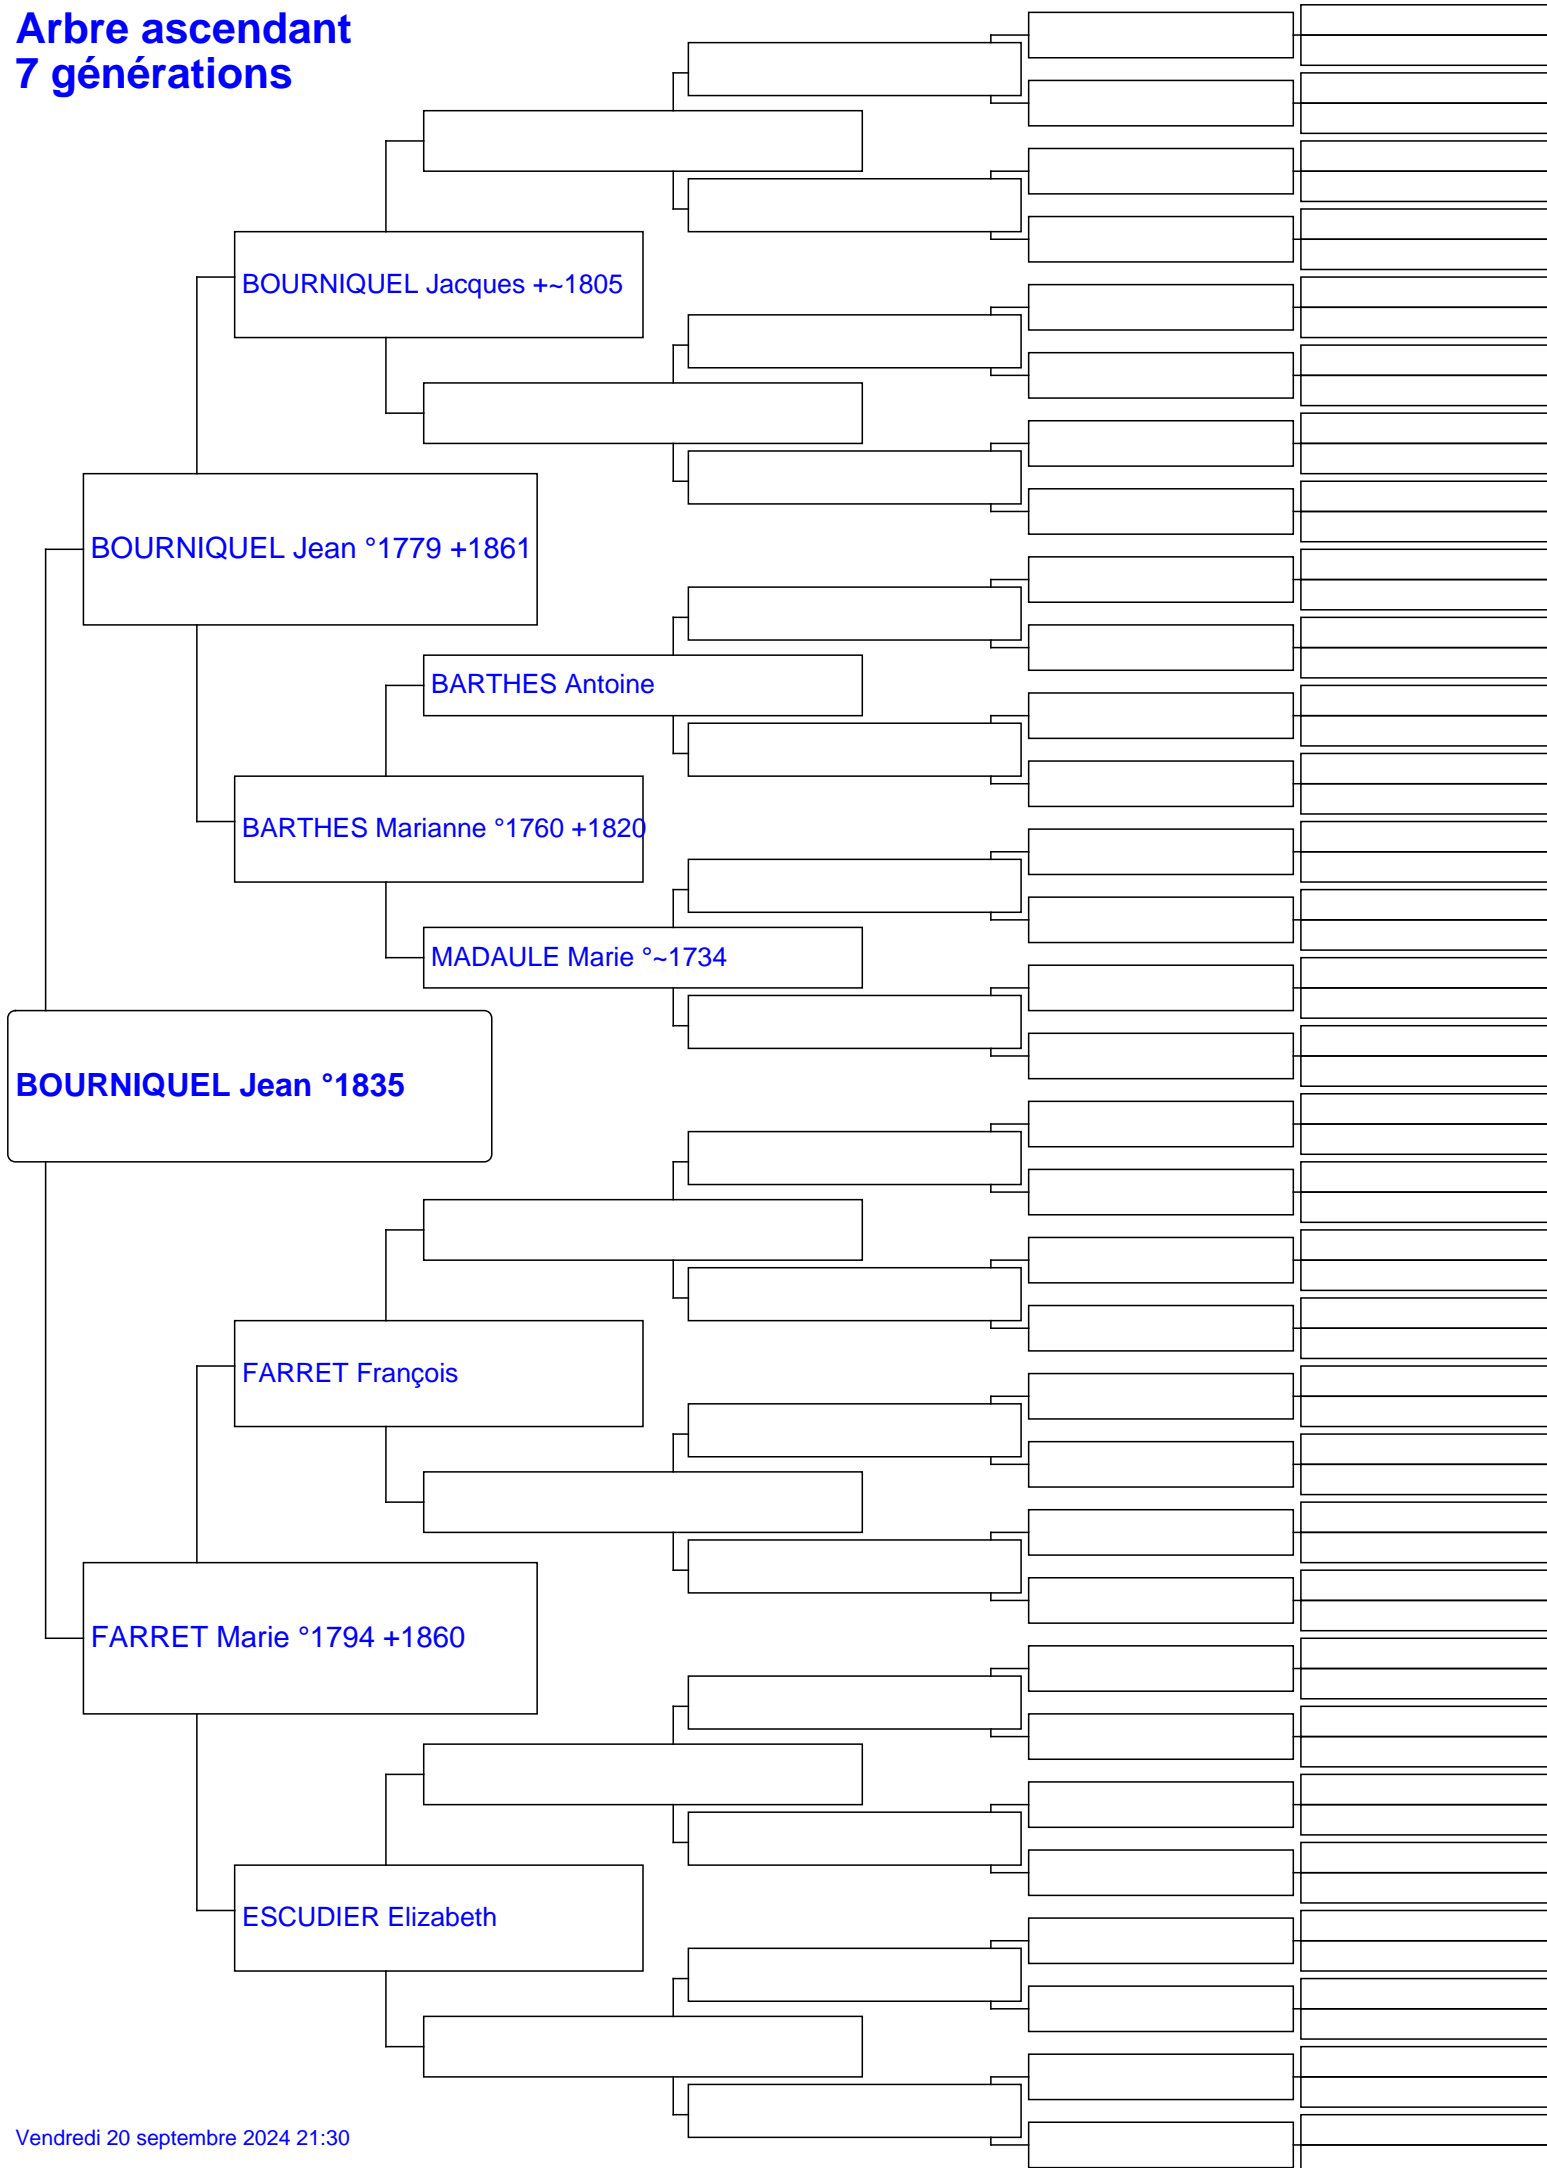 Arbre ascendant
7 générations
BOURNIQUEL Jacques +~1805
BOURNIQUEL Jean °1779 +1861
BARTHES Antoine
BARTHES Marianne °1760 +1820
MADAULE Marie °~1734
BOURNIQUEL Jean °1835
FARRET François
FARRET Marie °1794 +1860
ESCUDIER Elizabeth
Vendredi 20 septembre 2024 21:30